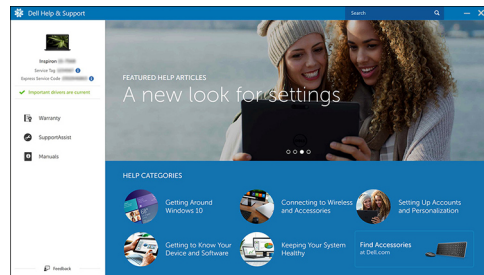 Dell Help & Support
Search
Inspiron
Service Tag
Express Service Code
Important drivers are current
Warranty
SupportAssist
Manuals
Feedback
FEATURED HELP ARTICLES
A new look for settings
HELP CATEGORIES
Getting Around
Windows 10
Connecting to Wireless
and Accessories
Setting Up Accounts
and Personalization
Getting to Know Your
Device and Software
Keeping Your System
Healthy
Find Accessories
at Dell.com